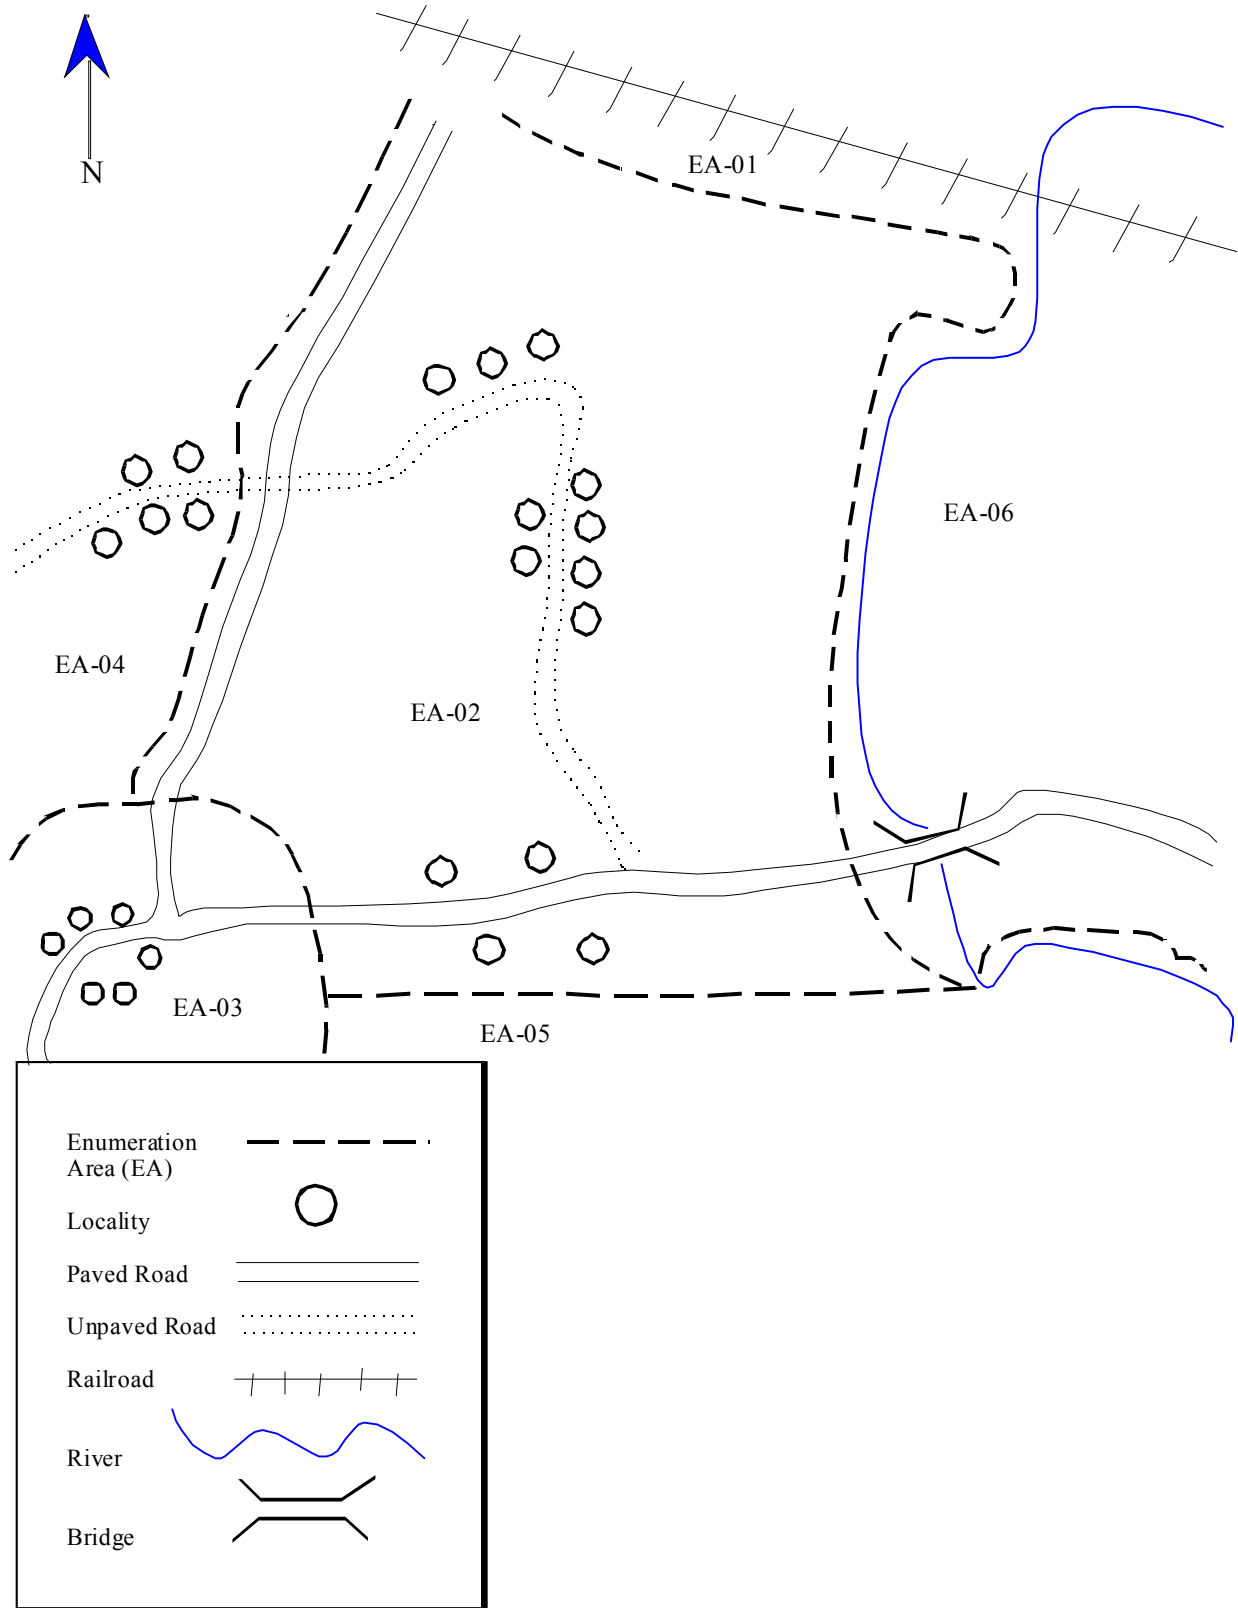 N
EA-01
EA-06
EA-04
EA-02
EA-03
EA-05
Enumeration
Area (EA)
Locality
Paved Road
Unpaved Road
Railroad
River
Bridge